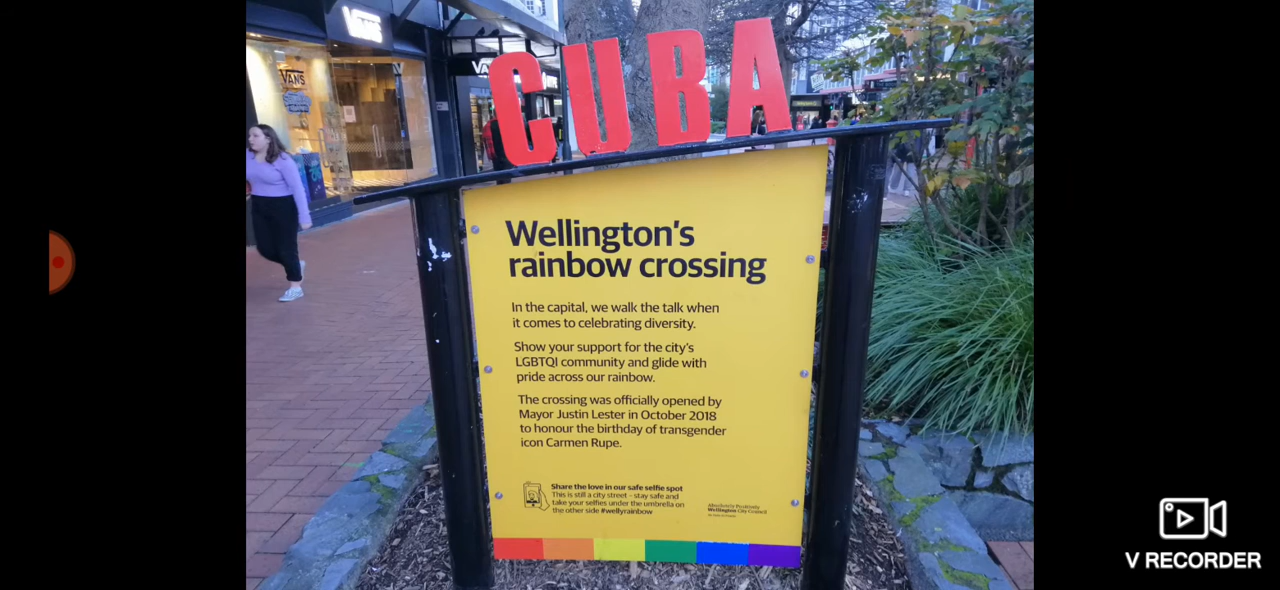 VANS
VANS
VA
CUBA
Wellington's
rainbow crossing
In the capital, we walk the talk when
it comes to celebrating diversity.
Show your support for the city's
LGBTQI community and glide with
pride across our rainbow.
The crossing was officially opened by
Mayor Justin Lester in October 2018
to honour the birthday of transgender
icon Carmen Rupe.
Share the love in our safe selfie spot
This is still a city street – stay safe and
take your selfies under the umbrella on
the other side #wellyrainbow
Absolutely Positively
Wellington City Council
V RECORDER